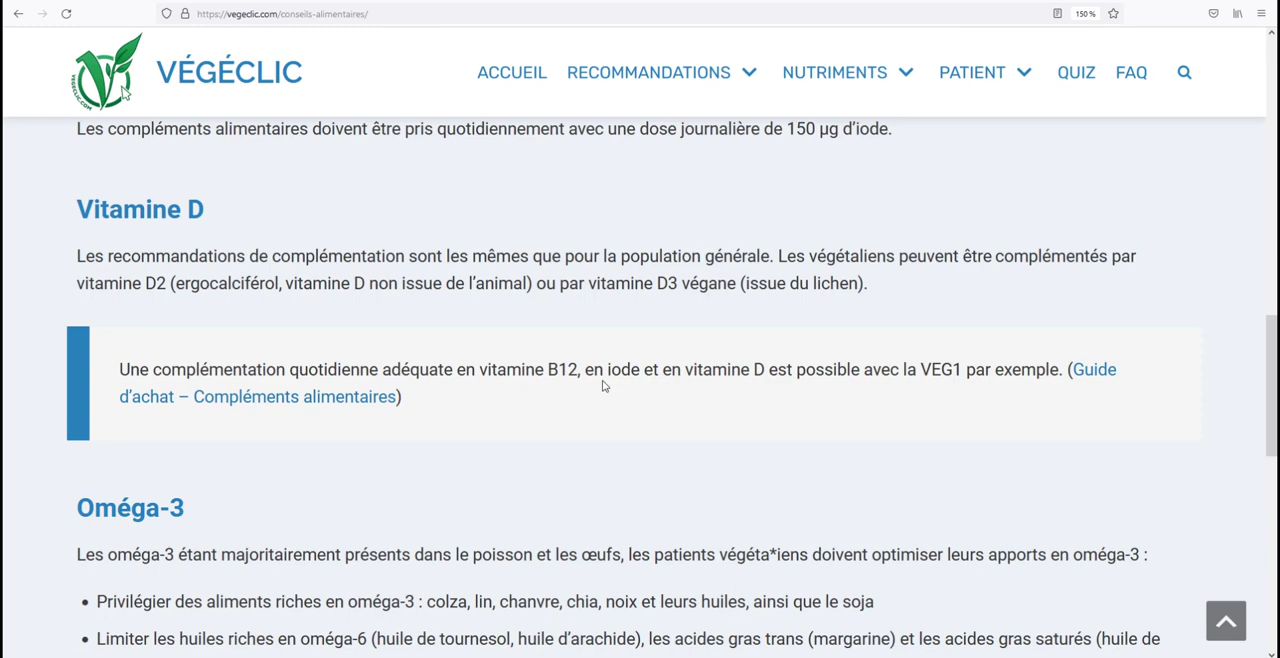 https://vegeclic.com/conseils-alimentaires/
150 %
VEGECLIC.COM
VÉGÉCLIC
ACCUEIL RECOMMANDATIONS NUTRIMENTS PATIENT QUIZ FAQ
Les compléments alimentaires doivent être pris quotidiennement avec une dose journalière de 150 µg d’iode.
Vitamine D
Les recommandations de complémentation sont les mêmes que pour la population générale. Les végétaliens peuvent être complémentés par
vitamine D2 (ergocalciférol, vitamine D non issue de l’animal) ou par vitamine D3 végane (issue du lichen).
Une complémentation quotidienne adéquate en vitamine B12, en iode et en vitamine D est possible avec la VEG1 par exemple. (Guide
d’achat – Compléments alimentaires)
Oméga-3
Les oméga-3 étant majoritairement présents dans le poisson et les œufs, les patients végéta*iens doivent optimiser leurs apports en oméga-3 :
• Privilégier des aliments riches en oméga-3 : colza, lin, chanvre, chia, noix et leurs huiles, ainsi que le soja
• Limiter les huiles riches en oméga-6 (huile de tournesol, huile d’arachide), les acides gras trans (margarine) et les acides gras saturés (huile de